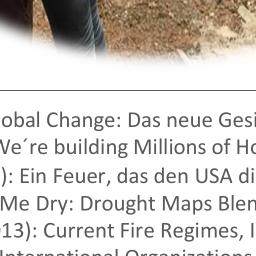 obal Change: Das neue Gesi
We´re building Millions of Ho
): Ein Feuer, das den USA di
Me Dry: Drought Maps Blen
13): Current Fire Regimes, I
International Organizations